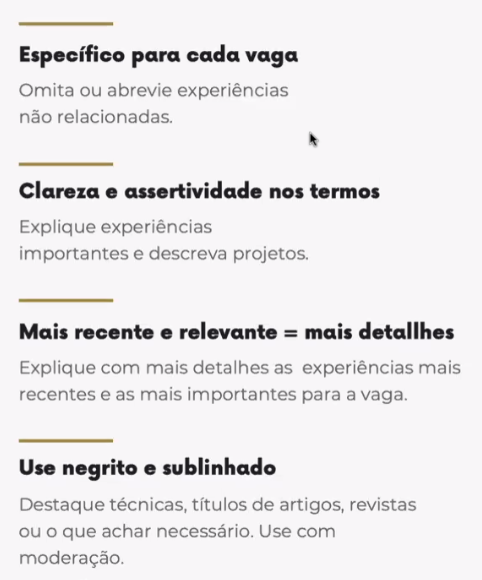 Específico para cada vaga
Omita ou abrevie experiências
não relacionadas.
Clareza e assertividade nos termos
Explique experiências
importantes e descreva projetos.
Mais recente e relevante = mais detallhes
Explique com mais detalhes as  experiências mais
recentes e as mais importantes para a vaga.
Use negrito e sublinhado
Destaque técnicas, títulos de artigos, revistas
ou o que achar necessário. Use com
moderação.